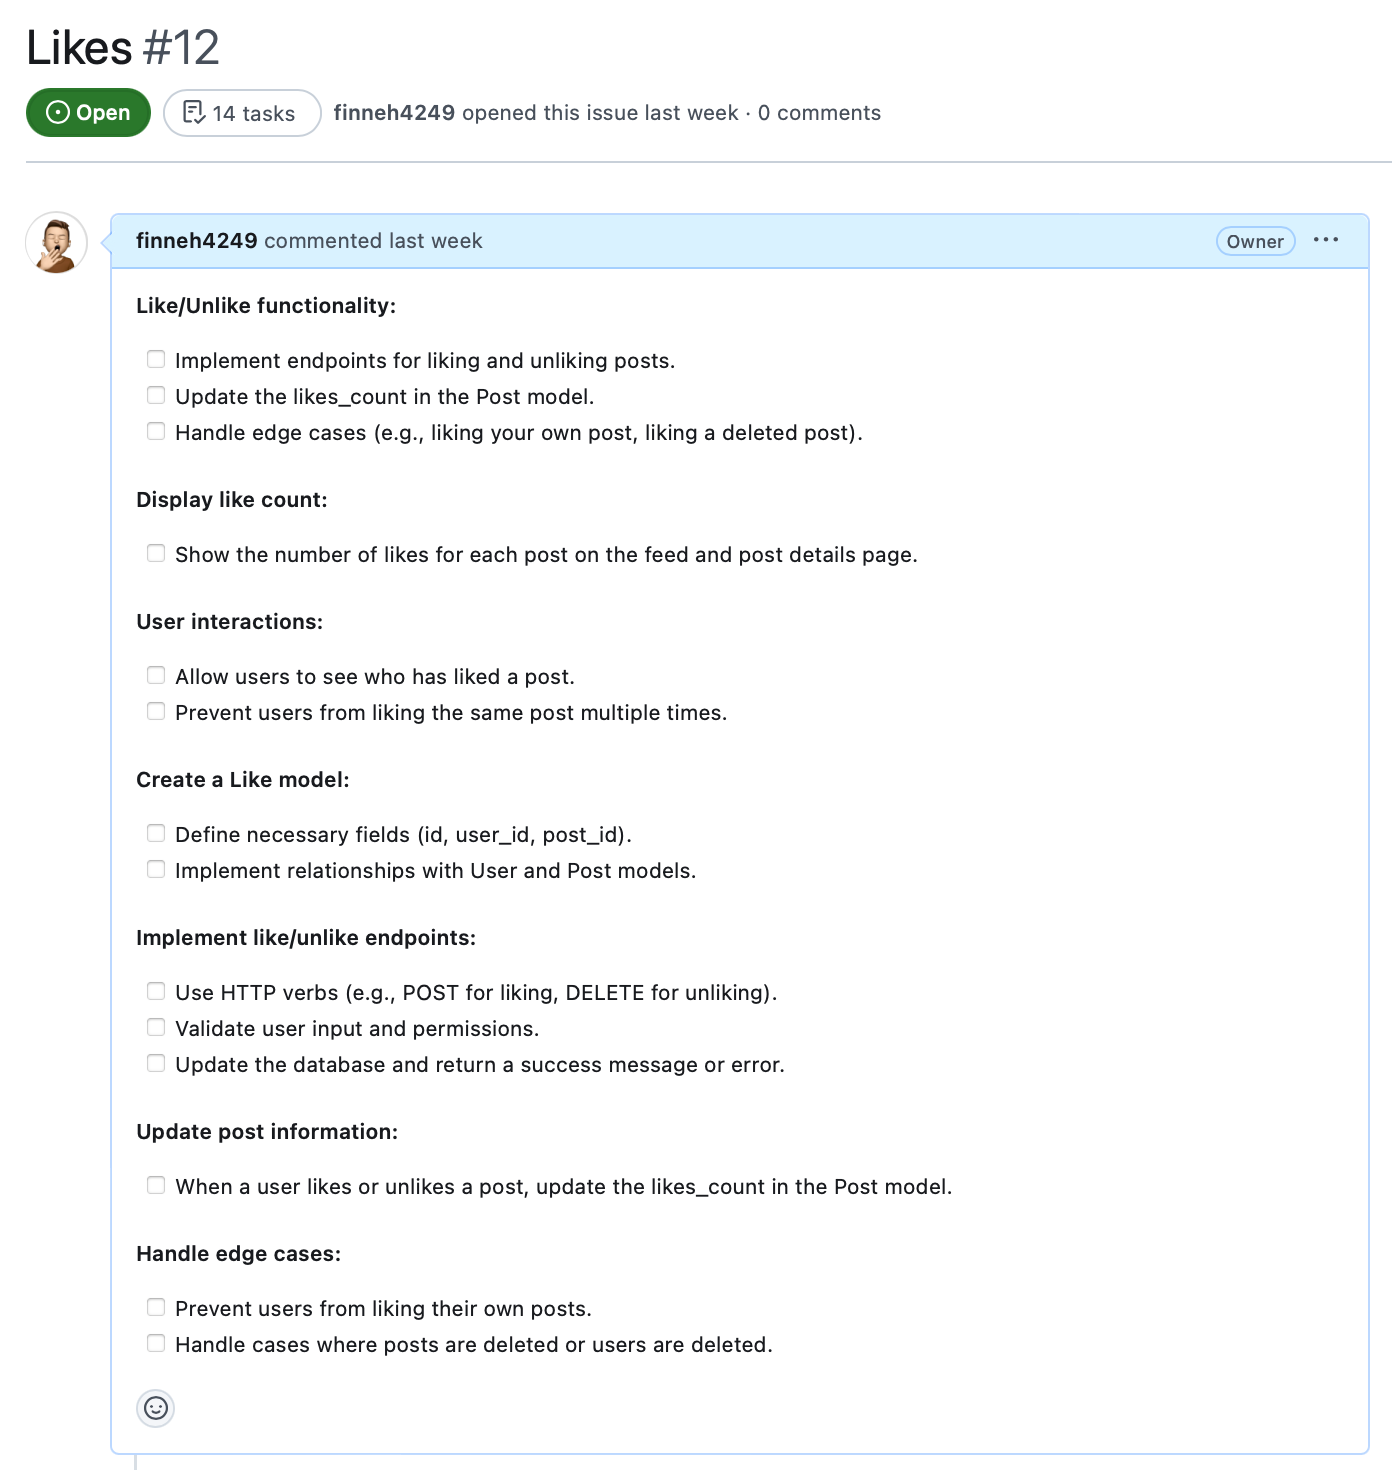 Likes #12
Open
14 tasks
finneh4249 opened this issue last week · 0 comments
finneh4249 commented last week
Owner
Like/Unlike functionality:
Implement endpoints for liking and unliking posts.
Update the likes_count in the Post model.
Handle edge cases (e.g., liking your own post, liking a deleted post).
Display like count:
Show the number of likes for each post on the feed and post details page.
User interactions:
Allow users to see who has liked a post.
Prevent users from liking the same post multiple times.
Create a Like model:
Define necessary fields (id, user_id, post_id).
Implement relationships with User and Post models.
Implement like/unlike endpoints:
Use HTTP verbs (e.g., POST for liking, DELETE for unliking).
Validate user input and permissions.
Update the database and return a success message or error.
Update post information:
When a user likes or unlikes a post, update the likes_count in the Post model.
Handle edge cases:
Prevent users from liking their own posts.
Handle cases where posts are deleted or users are deleted.